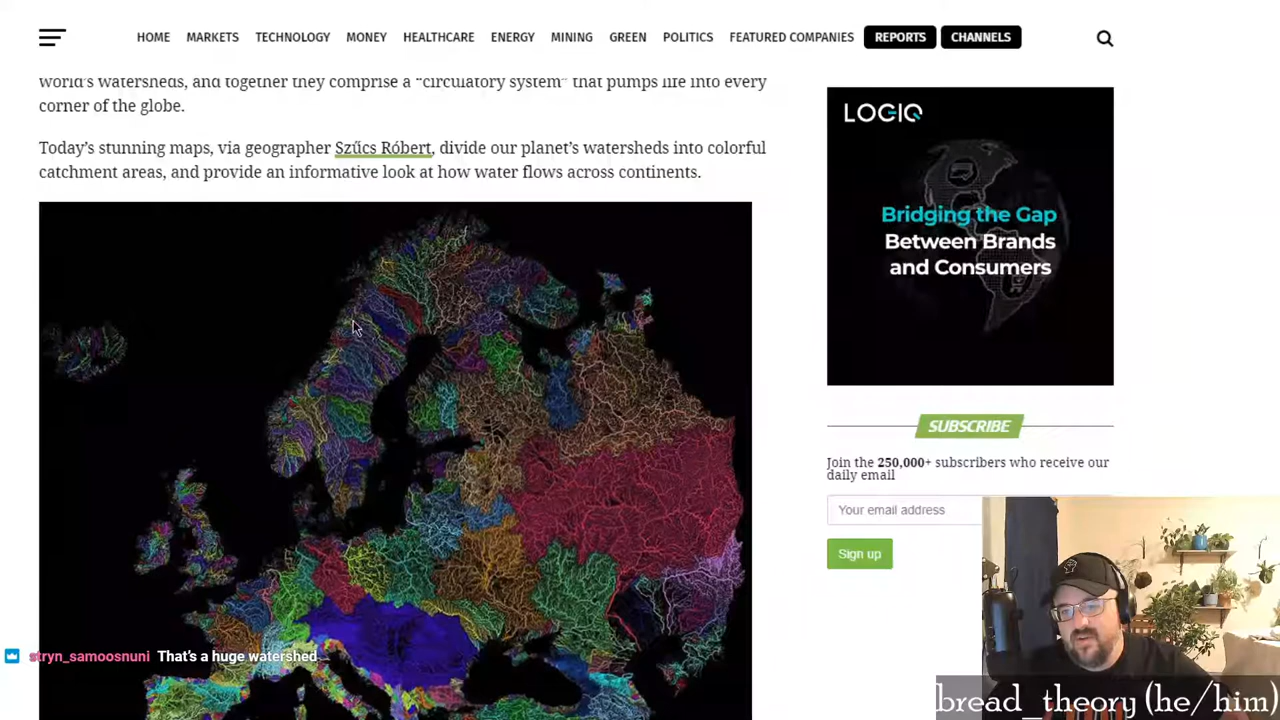 HOME MARKETS TECHNOLOGY MONEY HEALTHCARE ENERGY MINING GREEN POLITICS FEATURED COMPANIES REPORTS CHANNELS
world's watersheds, and together they comprise a "circulatory system" that pumps life into every
corner of the globe.
Today's stunning maps, via geographer Szűcs Róbert, divide our planet's watersheds into colorful
catchment areas, and provide an informative look at how water flows across continents.
LOGIQ
Bridging the Gap
Between Brands
and Consumers
SUBSCRIBE
Join the 250,000+ subscribers who receive our
daily email
Your email address
Sign up
stryn_samoosnuni That's a huge watershed
bread_theory (he/him)